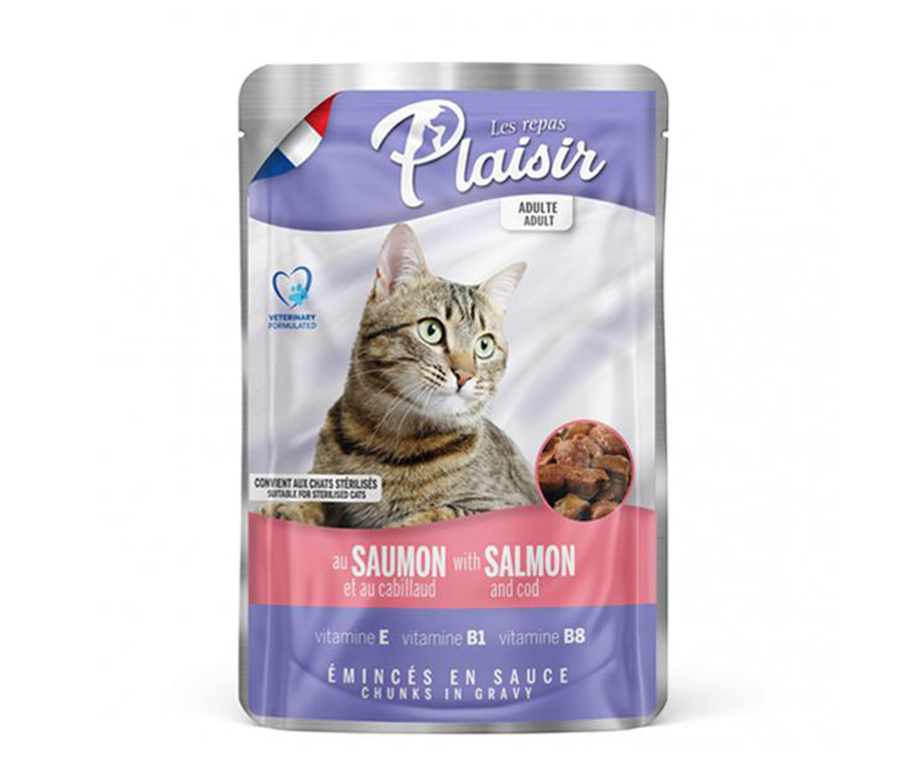 Les repas
Plaisir
ADULTE
ADULT
VETERINARY
FORMULATED
CONVIENT AUX CHATS STÉRILISÉS
SUITABLE FOR STERILISED CATS
au SAUMON with SALMON
et au cabillaud and cod
vitamine E vitamine B1 vitamine B8
ÉMINCÉS EN SAUCE
CHUNKS IN GRAVY